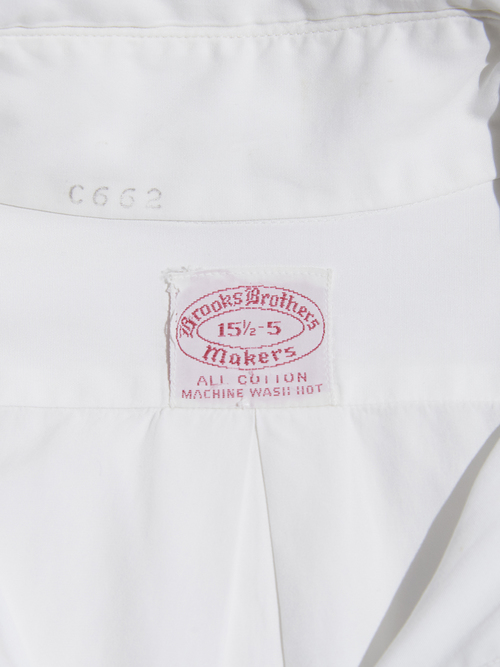 C662
Brooks Brothers
15½-5
Makers
ALL COTTON
MACHINE WASH HOT